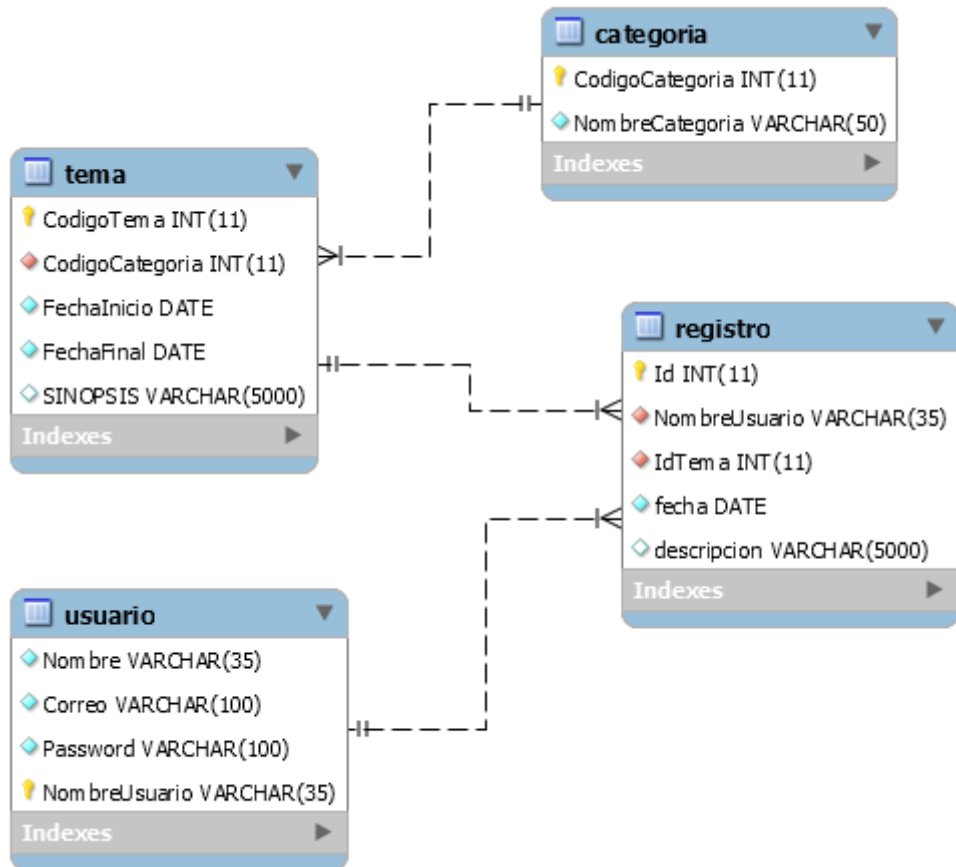 categoria
CodigoCategoria INT(11)
NombreCategoria VARCHAR(50)
Indexes
tema
CodigoTema INT(11)
CodigoCategoria INT(11)
FechaInicio DATE
FechaFinal DATE
SINOPSIS VARCHAR(5000)
Indexes
registro
Id INT(11)
NombreUsuario VARCHAR(35)
IdTema INT(11)
fecha DATE
descripcion VARCHAR(5000)
Indexes
usuario
Nombre VARCHAR(35)
Correo VARCHAR(100)
Password VARCHAR(100)
NombreUsuario VARCHAR(35)
Indexes